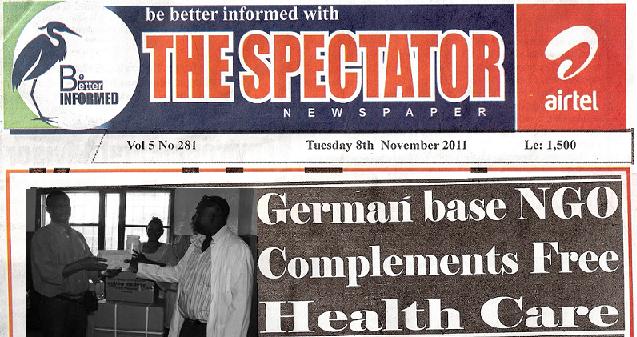 be better informed with
THE SPECTATOR
Be
Better
INFORMED
NEWSPAPER
airtel
Vol 5 No 281 Tuesday 8th November 2011 Le: 1,500
German base NGO
Complements Free
Health Care